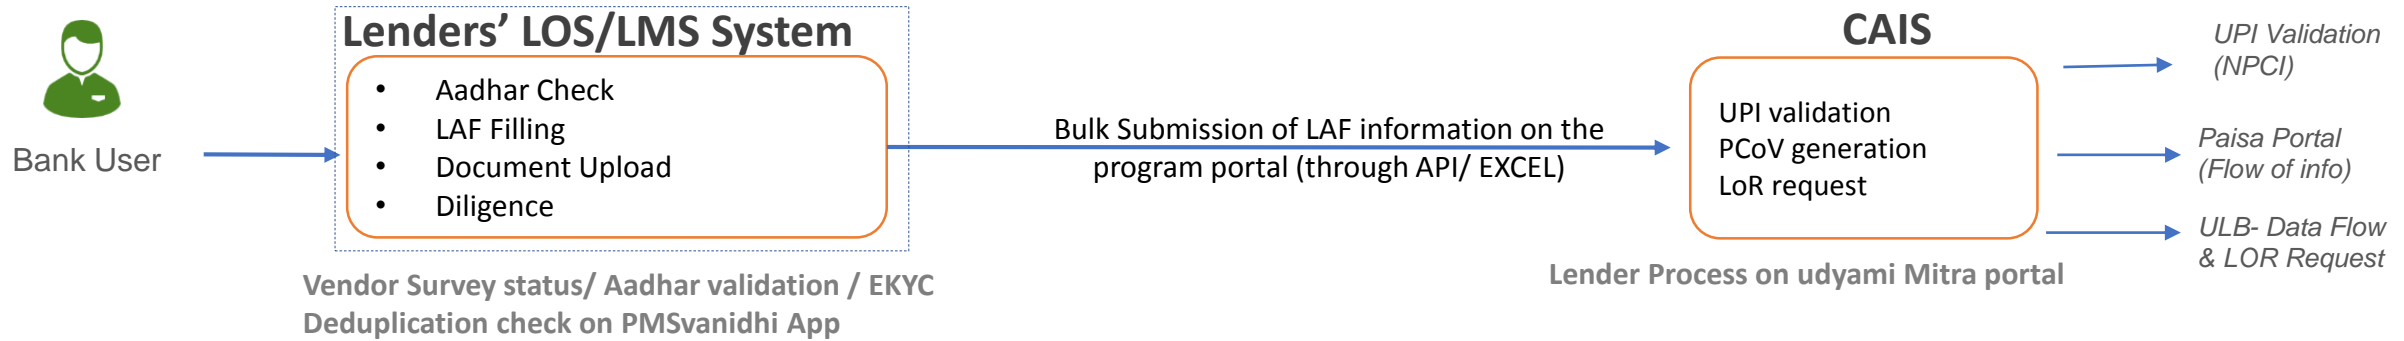 Bank User
Lenders’ LOS/LMS System
• Aadhar Check
• LAF Filling
• Document Upload
• Diligence
Vendor Survey status/ Aadhar validation / EKYC
Deduplication check on PMSvanidhi App
Bulk Submission of LAF information on the
program portal (through API/ EXCEL)
CAIS
UPI validation
PCoV generation
LoR request
Lender Process on udyami Mitra portal
UPI Validation
(NPCI)
Paisa Portal
(Flow of info)
ULB- Data Flow
& LOR Request